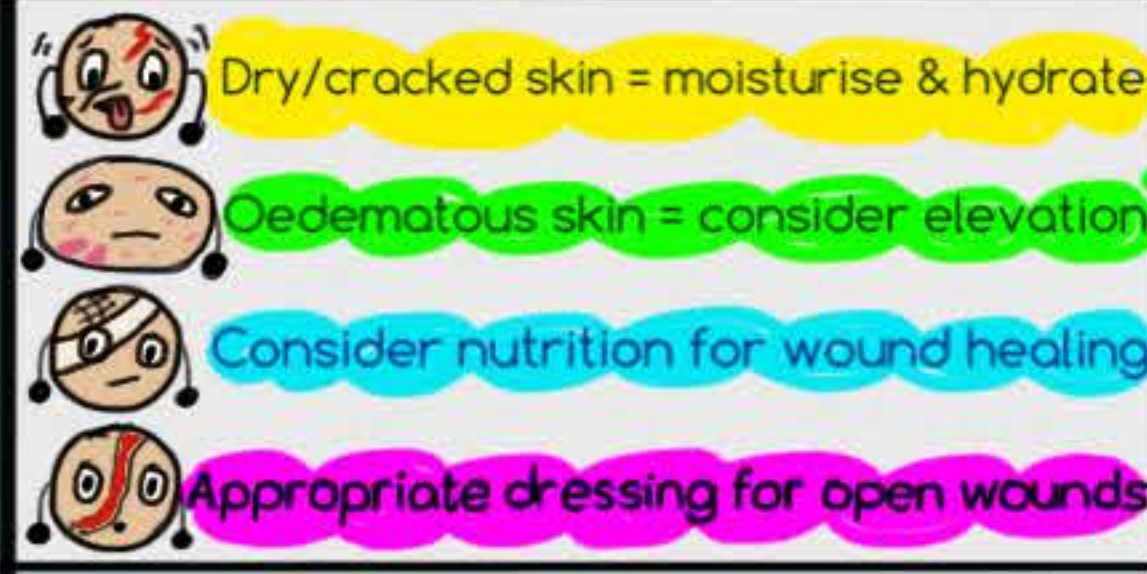 Dry/cracked skin = moisturise & hydrate
Oedematous skin = consider elevation
Consider nutrition for wound healing
Appropriate dressing for open wounds